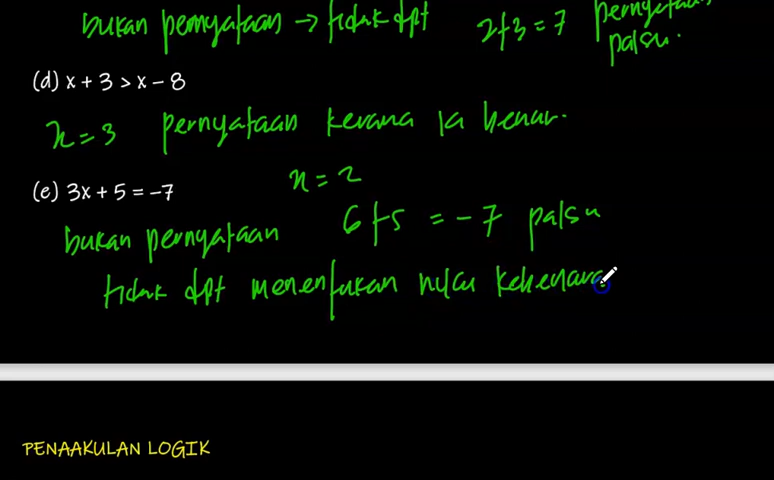 bukan pernyataan → tidak dpt
2+3 = 7 pernyataan
palsu.
(d) x + 3 > x – 8
x = 3 pernyataan kerana ia benar.
(e) 3x + 5 = –7
x = 2
bukan pernyataan 6+5 = –7 palsu
tidak dpt menentukan nilai kebenara
PENAAKULAN LOGIK